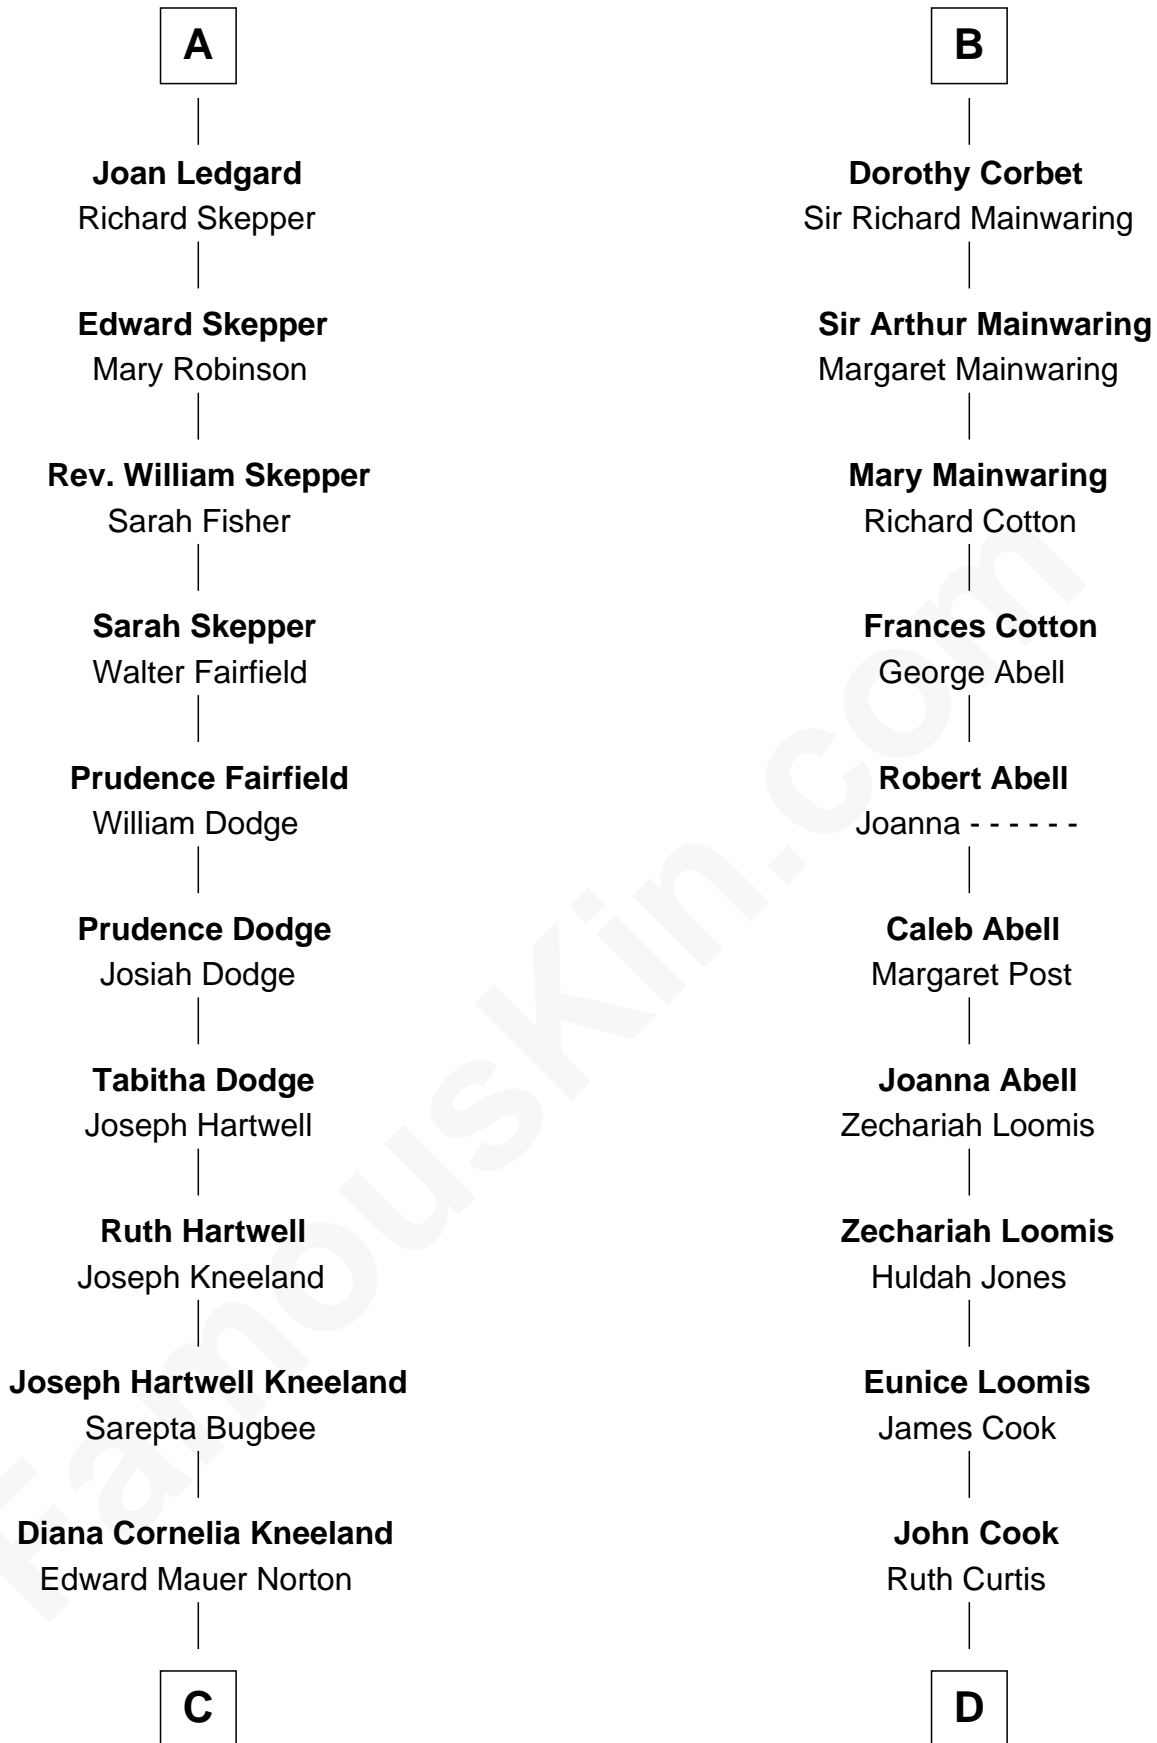 A
Joan Ledgard
Richard Skepper
Edward Skepper
Mary Robinson
Rev. William Skepper
Sarah Fisher
Sarah Skepper
Walter Fairfield
Prudence Fairfield
William Dodge
Prudence Dodge
Josiah Dodge
Tabitha Dodge
Joseph Hartwell
Ruth Hartwell
Joseph Kneeland
Joseph Hartwell Kneeland
Sarepta Bugbee
Diana Cornelia Kneeland
Edward Mauer Norton
C
B
Dorothy Corbet
Sir Richard Mainwaring
Sir Arthur Mainwaring
Margaret Mainwaring
Mary Mainwaring
Richard Cotton
Frances Cotton
George Abell
Robert Abell
Joanna - - - - - -
Caleb Abell
Margaret Post
Joanna Abell
Zechariah Loomis
Zechariah Loomis
Huldah Jones
Eunice Loomis
James Cook
John Cook
Ruth Curtis
D
FamousKin.com